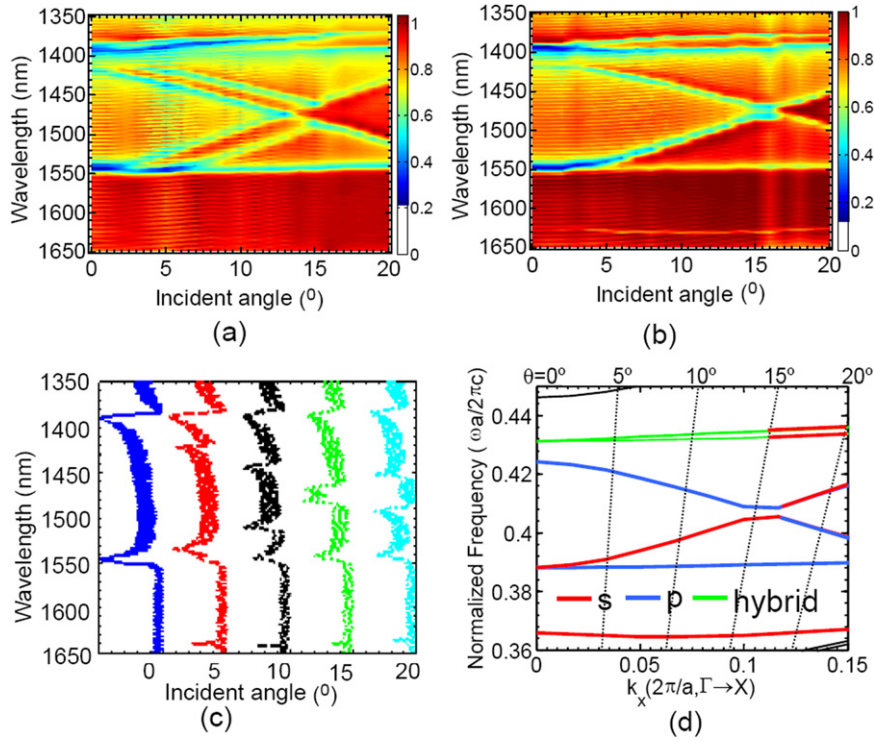 1350
1400
1450
1500
1550
1600
1650
Wavelength (nm)
0 5 10 15 20
Incident angle (⁰)
1
0.8
0.6
0.4
0.2
0
(a)
1350
1400
1450
1500
1550
1600
1650
Wavelength (nm)
0 5 10 15 20
Incident angle (⁰)
1
0.8
0.6
0.4
0.2
0
(b)
1350
1400
1450
1500
1550
1600
1650
Wavelength (nm)
0 5 10 15 20
Incident angle (⁰)
(c)
θ=0° 5° 10° 15° 20°
0.44
0.42
0.4
0.38
0.36
Normalized Frequency ( ωa/2πc)
s p hybrid
0 0.05 0.1 0.15
kₓ(2π/a,Γ→X)
(d)